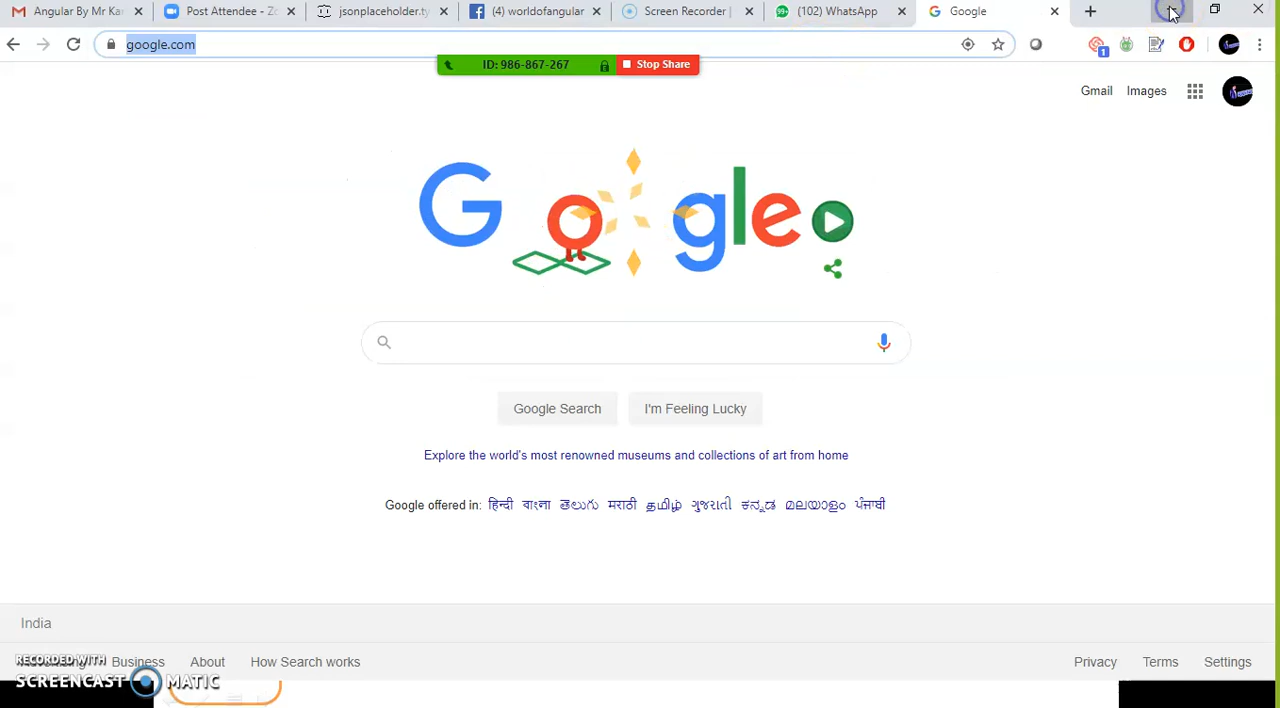 Angular By Mr Ka
Post Attendee - Zo
jsonplaceholder.ty
(4) worldofangular
Screen Recorder |
99+ (102) WhatsApp
Google
google.com
1
ID: 986-867-267
Stop Share
Gmail
Images
Google
Google Search
I'm Feeling Lucky
Explore the world's most renowned museums and collections of art from home
Google offered in: हिन्दी বাংলা తెలుగు मराठी தமிழ் ગુજરાતી ಕನ್ನಡ മലയാളം ਪੰਜਾਬੀ
India
Business
About
How Search works
Privacy
Terms
Settings
RECORDED WITH
SCREENCAST MATIC